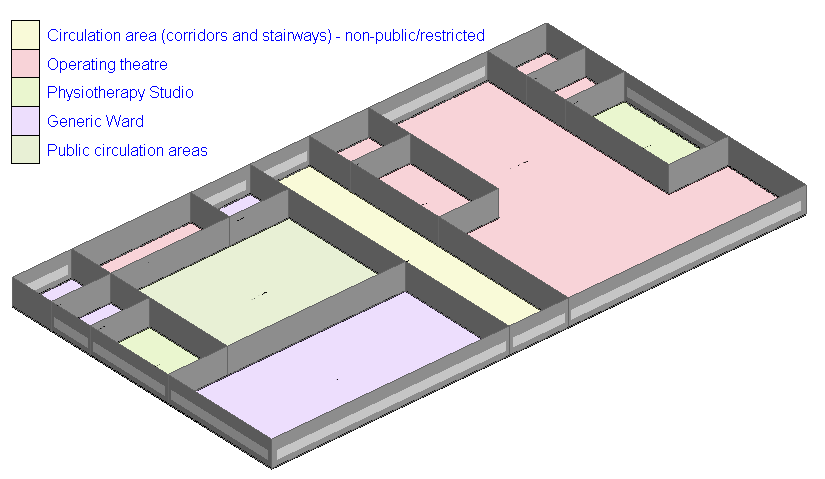 Circulation area (corridors and stairways) - non-public/restricted
Operating theatre
Physiotherapy Studio
Generic Ward
Public circulation areas